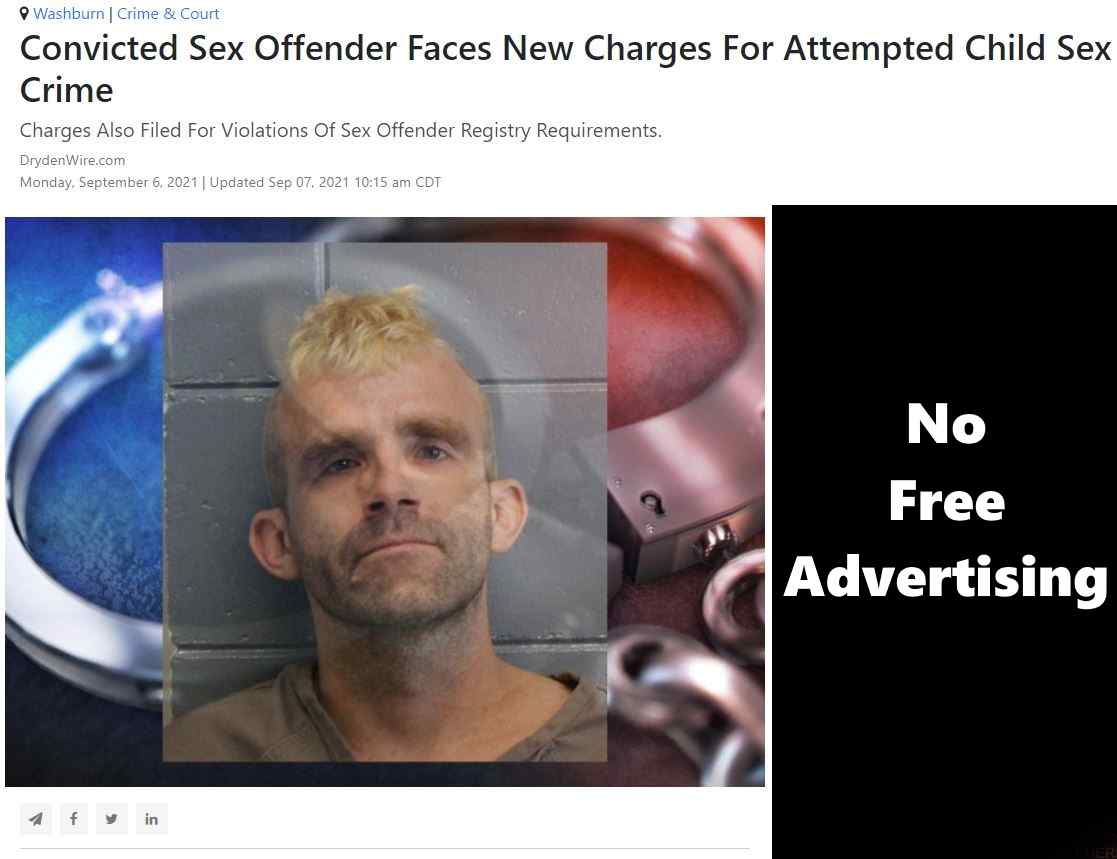 Washburn | Crime & Court
Convicted Sex Offender Faces New Charges For Attempted Child Sex
Crime
Charges Also Filed For Violations Of Sex Offender Registry Requirements.
DrydenWire.com
Monday, September 6, 2021 | Updated Sep 07, 2021 10:15 am CDT
No
Free
Advertising